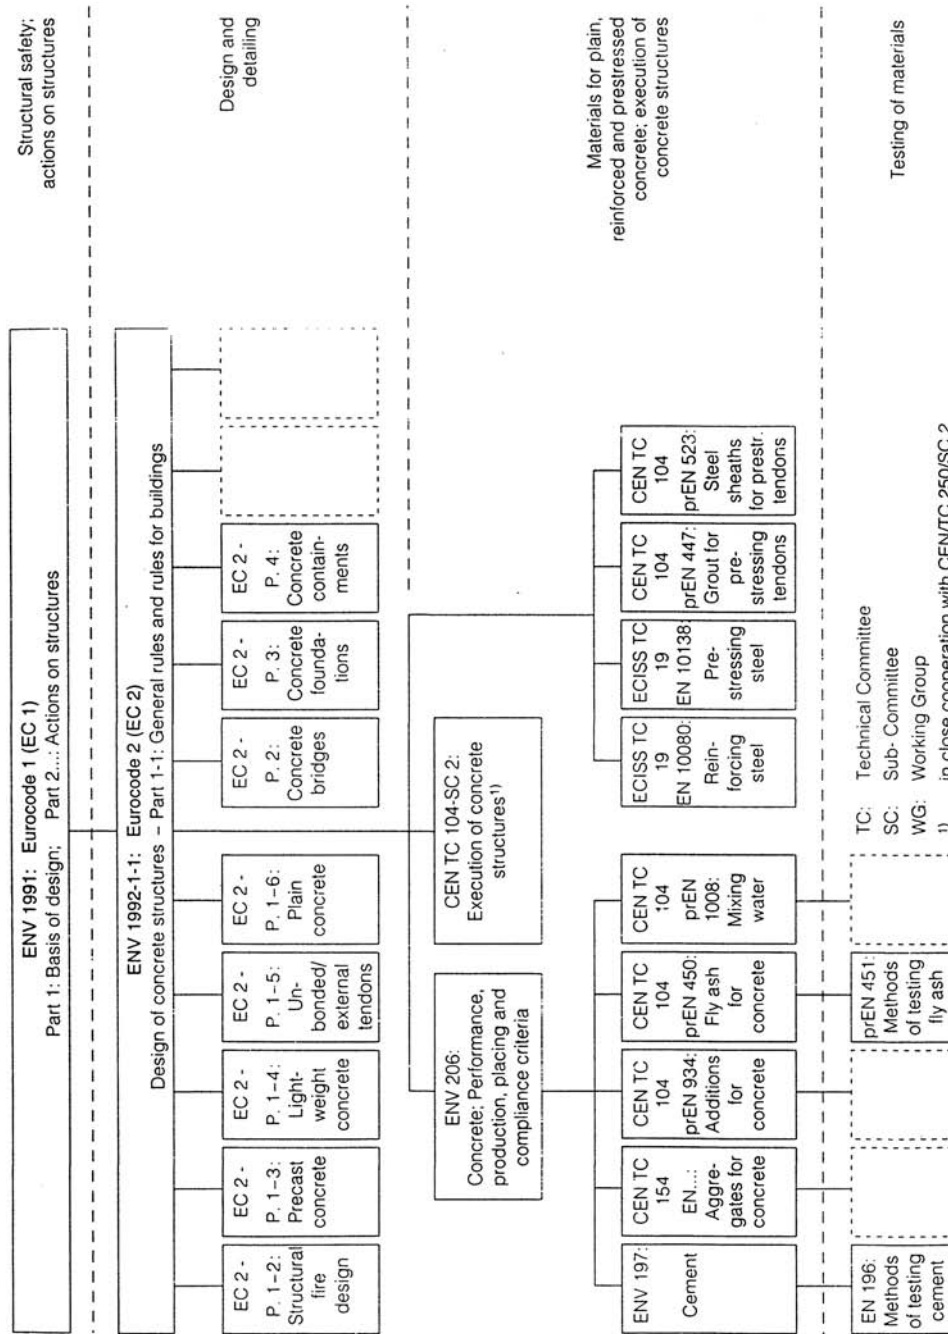 Structural safety;
actions on structures
ENV 1991: Eurocode 1 (EC 1)
Part 1: Basis of design; Part 2...: Actions on structures
Design and
detailing
ENV 1992-1-1: Eurocode 2 (EC 2)
Design of concrete structures – Part 1-1: General rules and rules for buildings
EC 2 -
P. 1–2:
Structural
fire
design
EC 2 -
P. 1–3:
Precast
concrete
EC 2 -
P. 1–4:
Light-
weight
concrete
EC 2 -
P. 1–5:
Un-
bonded/
external
tendons
EC 2 -
P. 1–6:
Plain
concrete
EC 2 -
P. 2:
Concrete
bridges
EC 2 -
P. 3:
Concrete
founda-
tions
EC 2 -
P. 4:
Concrete
contain-
ments
Materials for plain,
reinforced and prestressed
concrete; execution of
concrete structures
ENV 206:
Concrete; Performance,
production, placing and
compliance criteria
CEN TC 104-SC 2:
Execution of concrete
structures¹⁾
ENV 197:
Cement
CEN TC
154
EN...:
Aggre-
gates for
concrete
CEN TC
104
prEN 934:
Additions
for
concrete
CEN TC
104
prEN 450:
Fly ash
for
concrete
CEN TC
104
prEN
1008:
Mixing
water
ECISS TC
19
EN 10080:
Rein-
forcing
steel
ECISS TC
19
EN 10138:
Pre-
stressing
steel
CEN TC
104
prEN 447:
Grout for
pre-
stressing
tendons
CEN TC
104
prEN 523:
Steel
sheaths
for prestr.
tendons
Testing of materials
EN 196:
Methods
of testing
cement
prEN 451:
Methods
of testing
fly ash
TC: Technical Committee
SC: Sub- Committee
WG: Working Group
1) in close cooperation with CEN/TC 250/SC 2